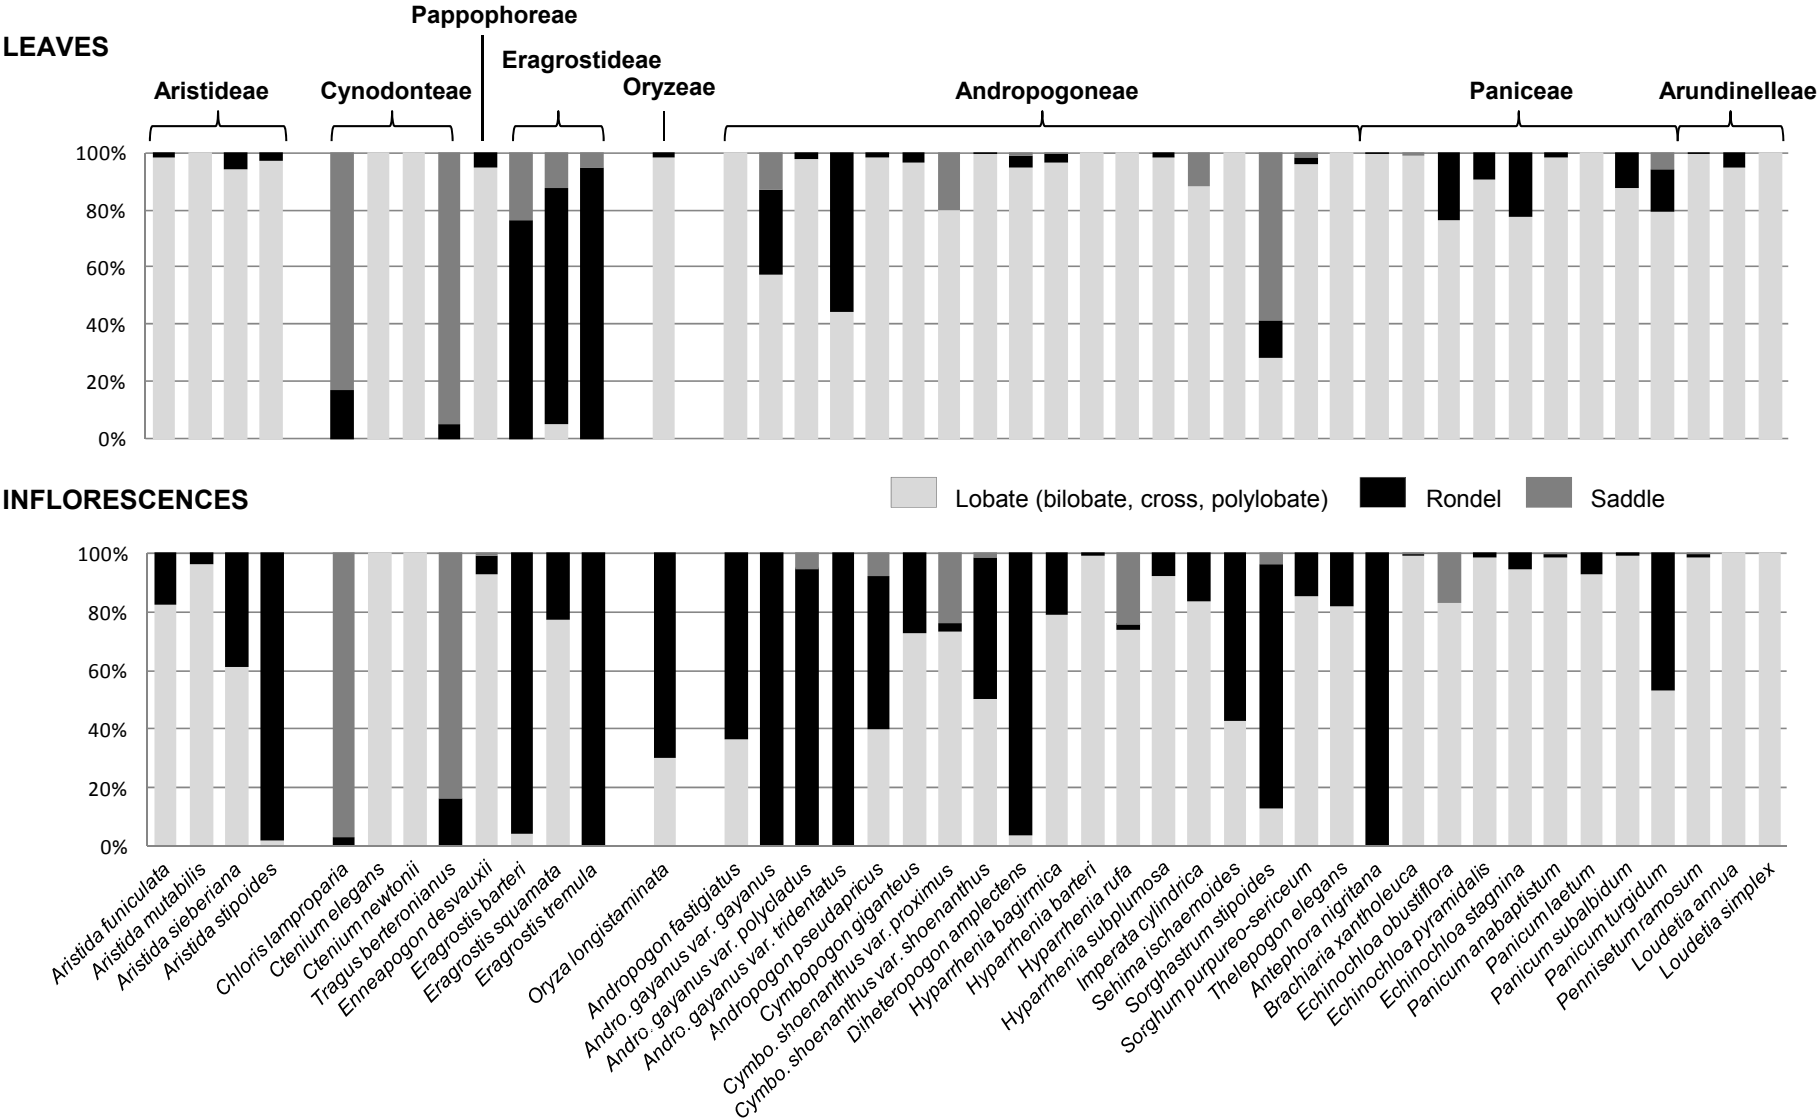 Pappophoreae
LEAVES
Eragrostideae
Aristideae
Cynodonteae
Oryzeae
Andropogoneae
Paniceae
Arundinelleae
100%
80%
60%
40%
20%
0%
INFLORESCENCES
Lobate (bilobate, cross, polylobate)
Rondel
Saddle
100%
80%
60%
40%
20%
0%
Aristida funiculata
Aristida mutabilis
Aristida sieberiana
Aristida stipoides
Chloris lamproparia
Ctenium elegans
Ctenium newtonii
Tragus berteronianus
Enneapogon desvauxii
Eragrostis barteri
Eragrostis squamata
Eragrostis tremula
Oryza longistaminata
Andropogon fastigiatus
Andro. gayanus var. gayanus
Andro. gayanus var. polycladus
Andro. gayanus var. tridentatus
Andropogon pseudapricus
Cymbopogon giganteus
Cymbo. shoenanthus var. proximus
Cymbo. shoenanthus var. shoenanthus
Diheteropogon amplectens
Hyparrhenia bagirmica
Hyparrhenia barteri
Hyparrhenia rufa
Hyparrhenia subplumosa
Imperata cylindrica
Sehima ischaemoides
Sorghastrum stipoides
Sorghum purpureo-sericeum
Thelepogon elegans
Antephora nigritana
Brachiaria xantholeuca
Echinochloa obustiflora
Echinochloa pyramidalis
Echinochloa stagnina
Panicum anabaptistum
Panicum laetum
Panicum subalbidum
Panicum turgidum
Pennisetum ramosum
Loudetia annua
Loudetia simplex